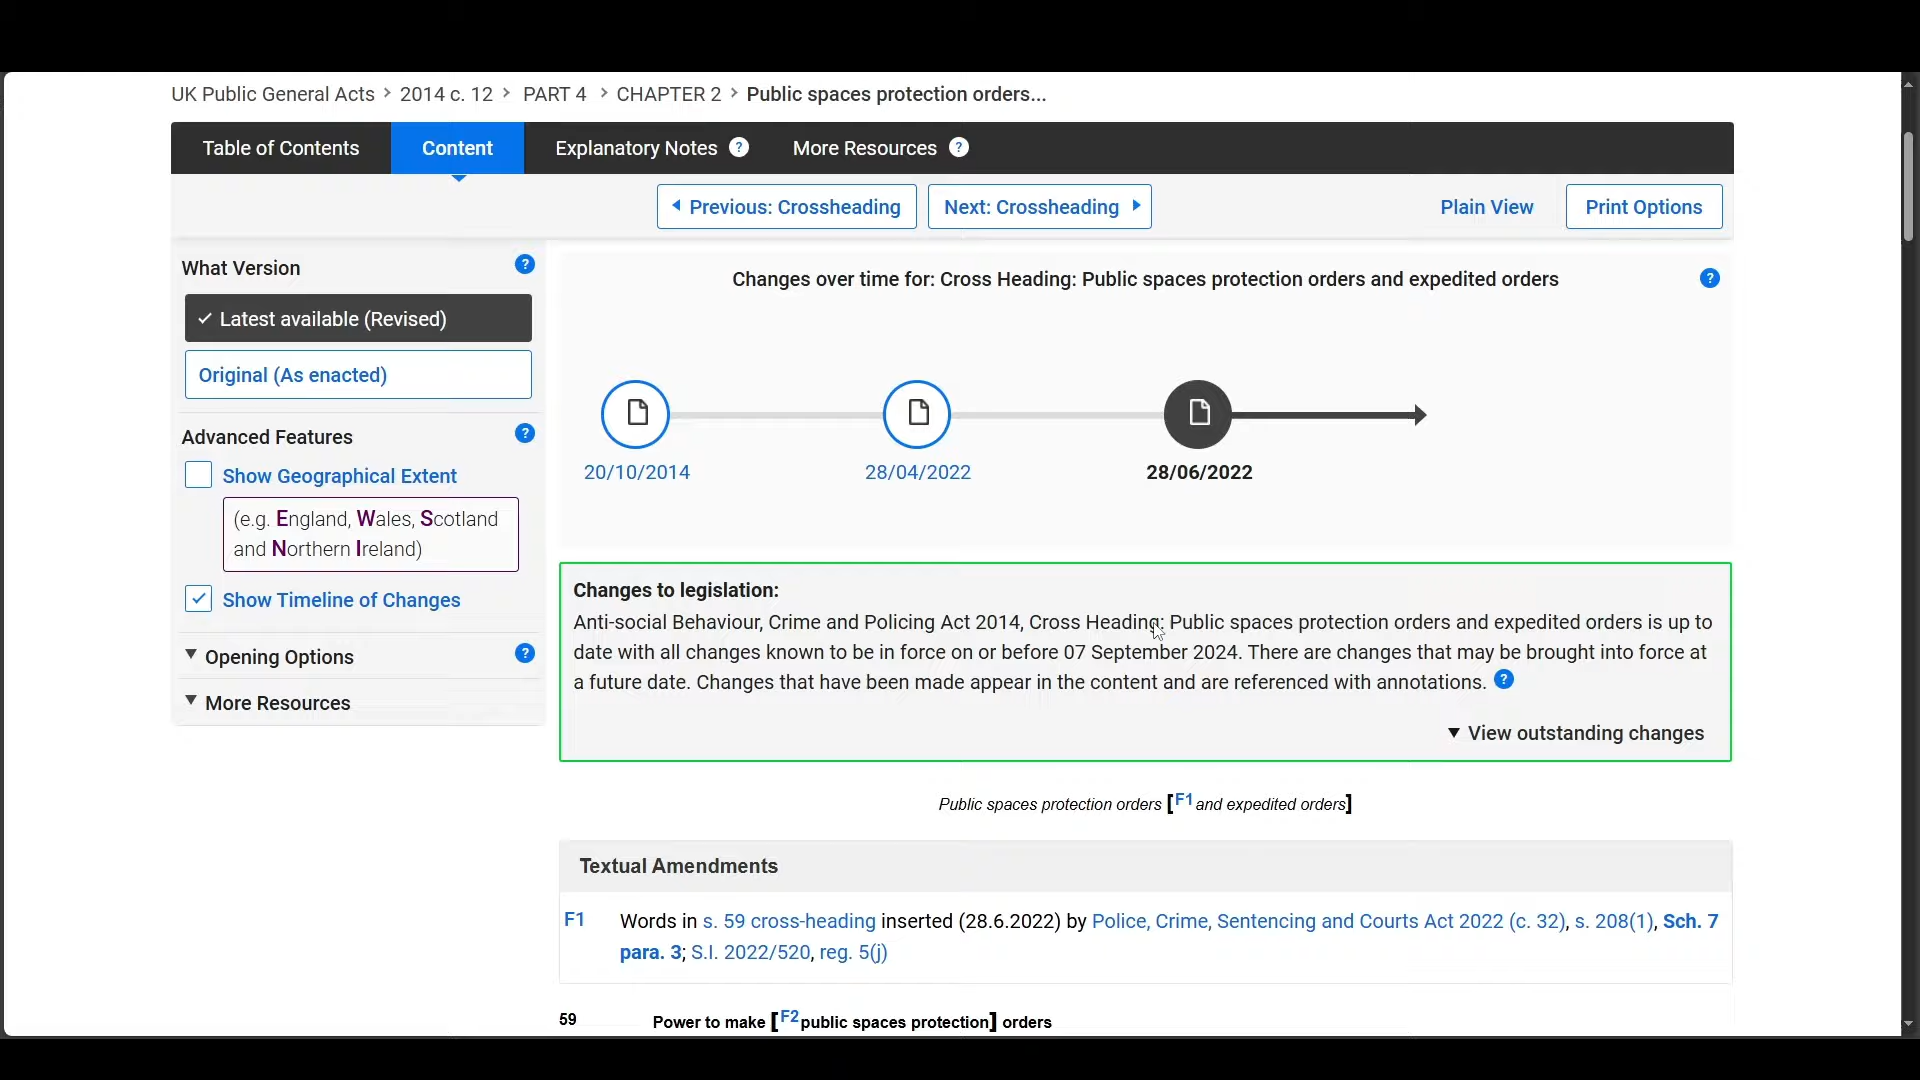 UK Public General Acts > 2014 c. 12 > PART 4 > CHAPTER 2 > Public spaces protection orders...
Table of Contents Content Explanatory Notes ? More Resources ?
Previous: Crossheading Next: Crossheading Plain View Print Options
What Version ?
Latest available (Revised)
Original (As enacted)
Advanced Features ?
Show Geographical Extent
(e.g. England, Wales, Scotland
and Northern Ireland)
Show Timeline of Changes
Opening Options ?
More Resources
Changes over time for: Cross Heading: Public spaces protection orders and expedited orders ?
20/10/2014 28/04/2022 28/06/2022
Changes to legislation:
Anti-social Behaviour, Crime and Policing Act 2014, Cross Heading: Public spaces protection orders and expedited orders is up to
date with all changes known to be in force on or before 07 September 2024. There are changes that may be brought into force at
a future date. Changes that have been made appear in the content and are referenced with annotations. ?
View outstanding changes
Public spaces protection orders [F1 and expedited orders]
Textual Amendments
F1 Words in s. 59 cross-heading inserted (28.6.2022) by Police, Crime, Sentencing and Courts Act 2022 (c. 32), s. 208(1), Sch. 7
para. 3; S.I. 2022/520, reg. 5(j)
59 Power to make [F2 public spaces protection] orders